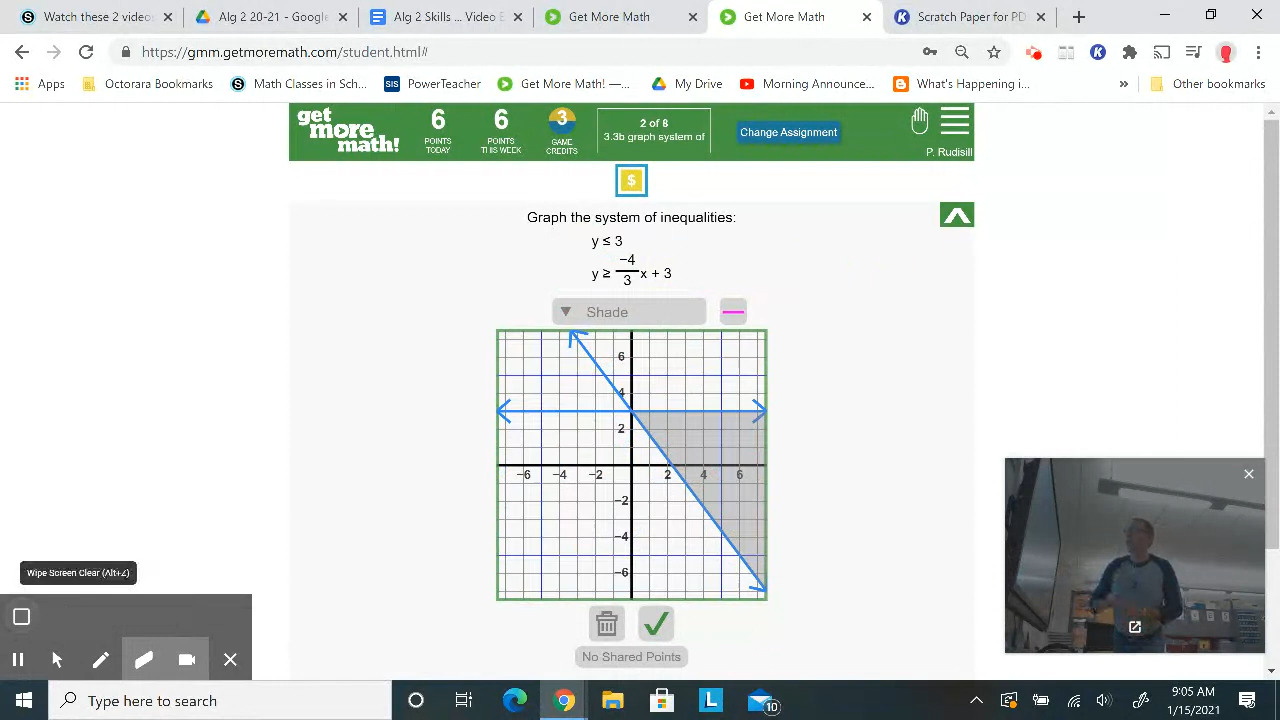 Watch these 2 videos
Alg 2 20-21 - Google
Alg 2 Skills ... Video E
Get More Math!
Get More Math!
Scratch Paper for PD
https://gmm.getmoremath.com/student.html#
Apps
Octorara Bookmarks
Math Classes in Sch...
SIS
PowerTeacher
Get More Math! —...
My Drive
Morning Announce...
What's Happening i...
»
Other bookmarks
get more math!
6
POINTS
TODAY
6
POINTS
THIS WEEK
3
GAME
CREDITS
2 of 8
3.3b graph system of
Change Assignment
P. Rudisill
$
Graph the system of inequalities:
y ≤ 3
y ≥ −4/3 x + 3
▼ Shade
6
4
2
−6 −4 −2 2 4 6
−2
−4
−6
No Shared Points
Wipe Screen Clear (Alt+Z)
Type here to search
L
10
9:05 AM
1/15/2021